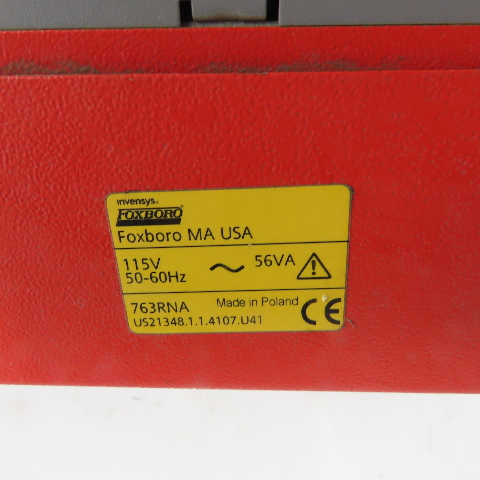 invensys
FOXBORO
Foxboro MA USA
115V
50-60Hz
56VA
763RNA
Made in Poland
US21348.1.1.4107.U41
CE